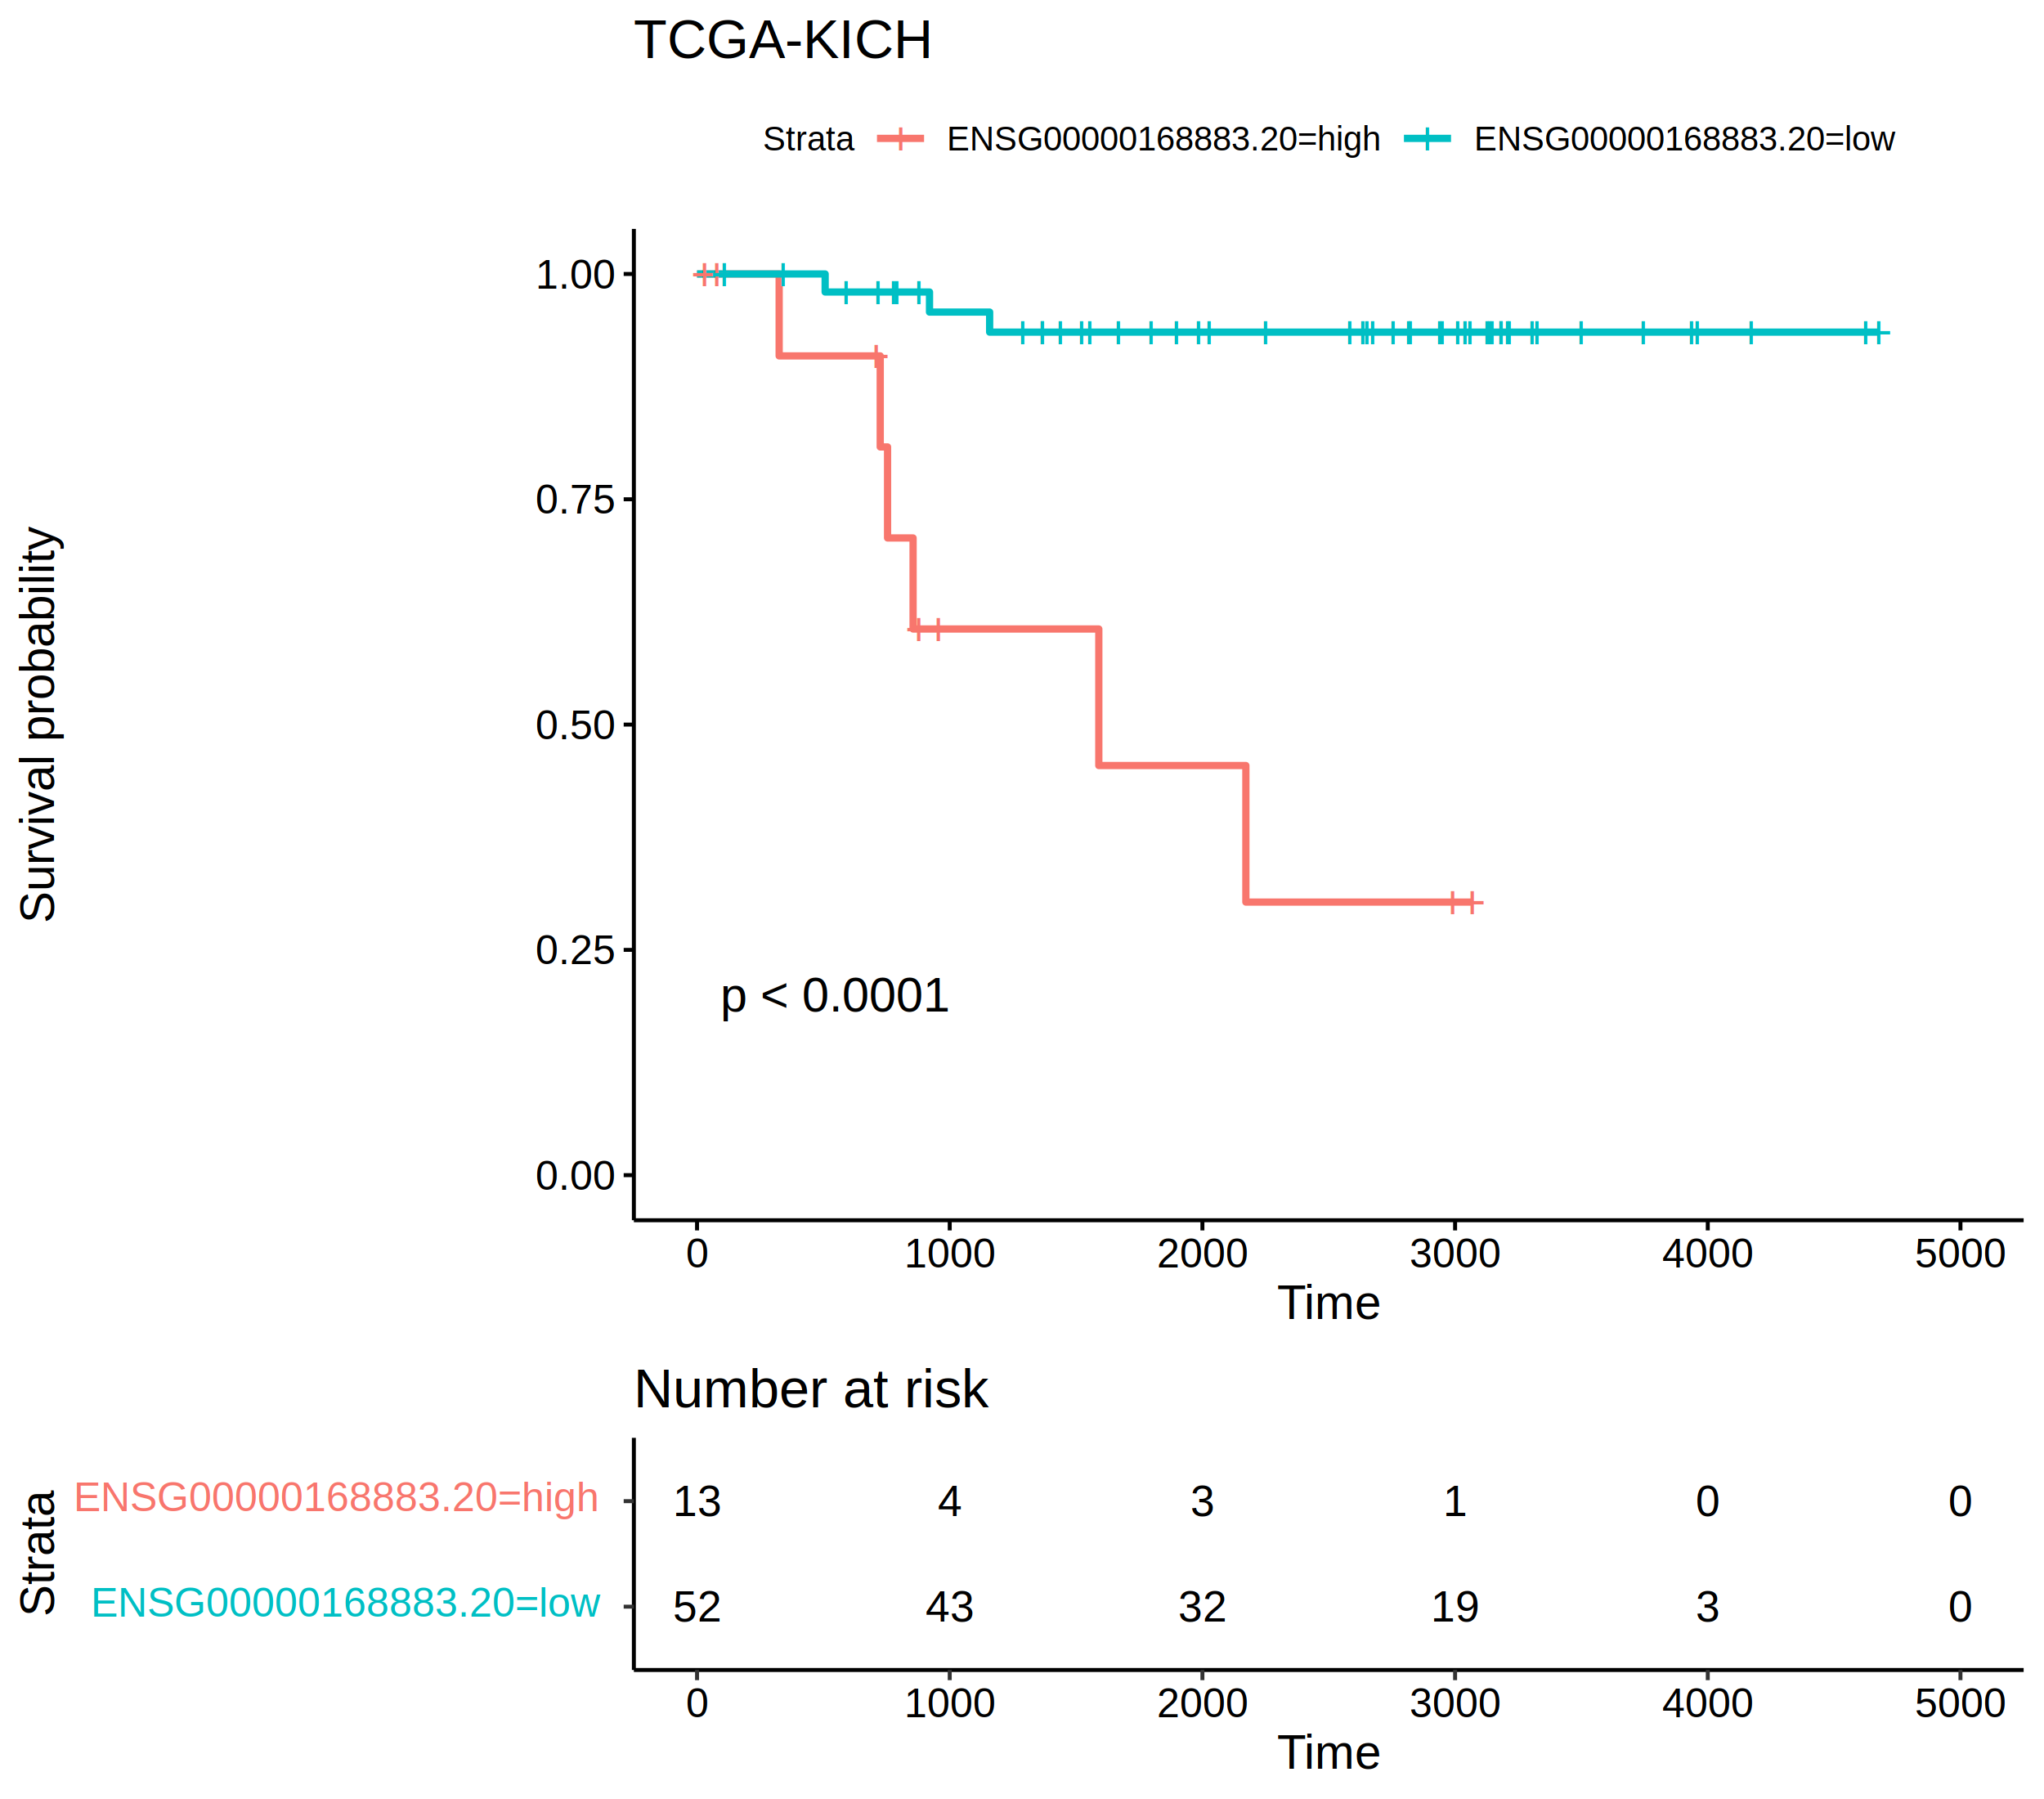 TCGA-KICH
Strata ENSG00000168883.20=high ENSG00000168883.20=low
Survival probability
1.00
0.75
0.50
0.25
0.00
p < 0.0001
0 1000 2000 3000 4000 5000
Time
Number at risk
Strata
ENSG00000168883.20=high 13 4 3 1 0 0
ENSG00000168883.20=low 52 43 32 19 3 0
0 1000 2000 3000 4000 5000
Time